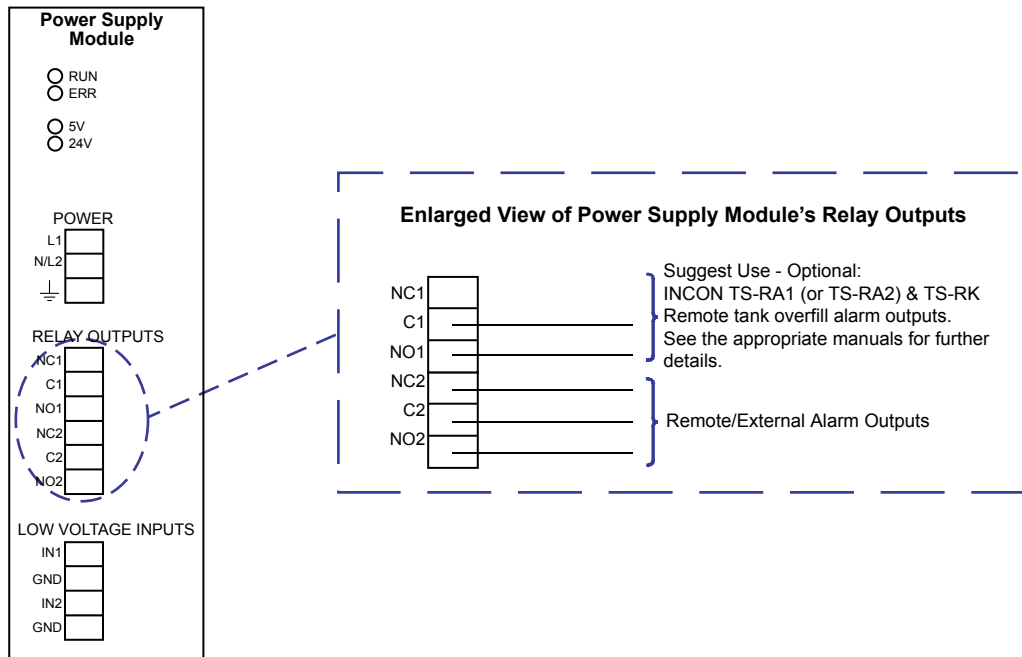 Power Supply
Module
RUN
ERR
5V
24V
POWER
L1
N/L2
RELAY OUTPUTS
NC1
C1
NO1
NC2
C2
NO2
LOW VOLTAGE INPUTS
IN1
GND
IN2
GND
Enlarged View of Power Supply Module's Relay Outputs
NC1
C1
NO1
NC2
C2
NO2
Suggest Use - Optional:
INCON TS-RA1 (or TS-RA2) & TS-RK
Remote tank overfill alarm outputs.
See the appropriate manuals for further
details.
Remote/External Alarm Outputs